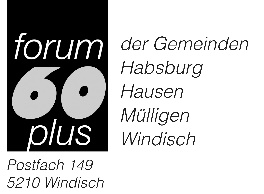 forum
60
plus
der Gemeinden
Habsburg
Hausen
Mülligen
Windisch
Postfach 149
5210 Windisch